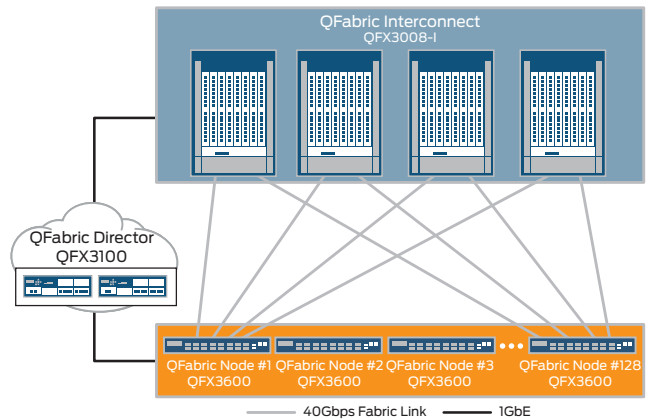 QFabric Interconnect
QFX3008-I
QFabric Director
QFX3100
QFabric Node #1
QFX3600
QFabric Node #2
QFX3600
QFabric Node #3
QFX3600
QFabric Node #128
QFX3600
40Gbps Fabric Link
1GbE